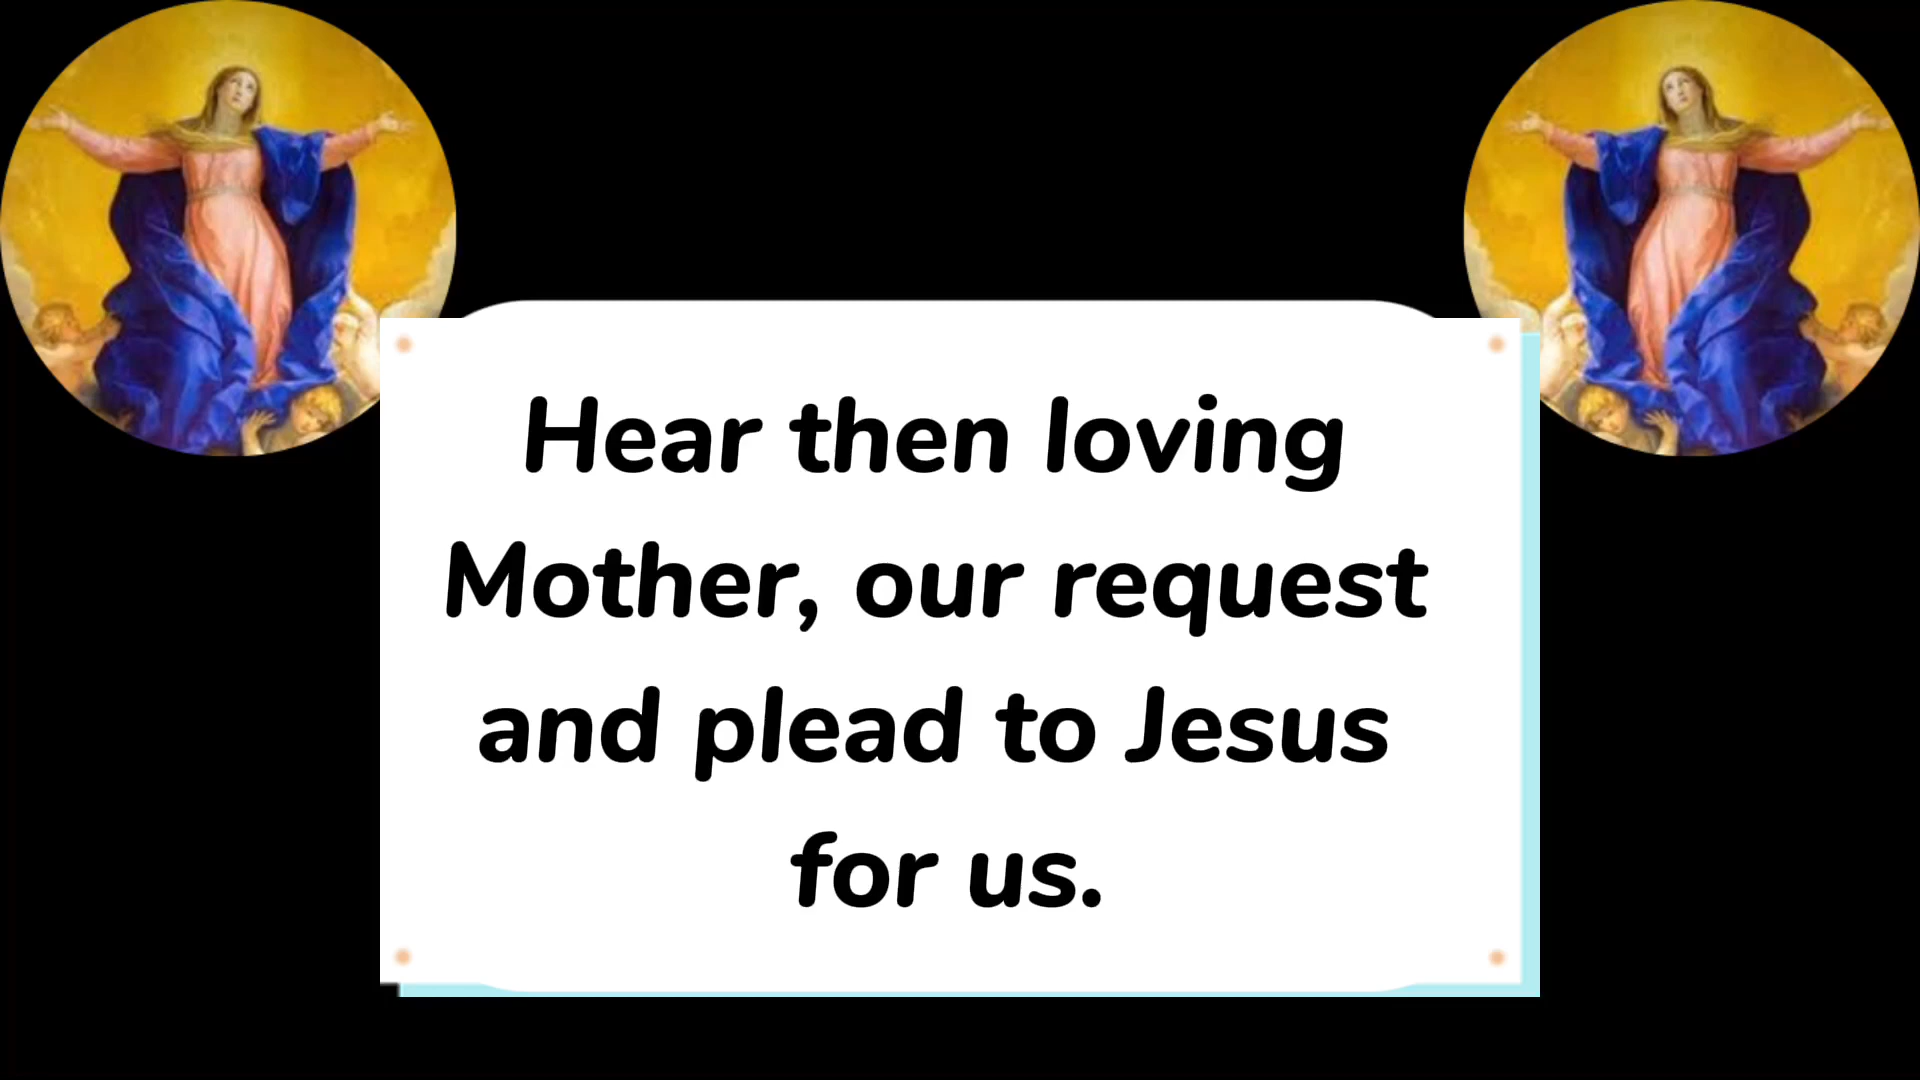 Hear then loving
Mother, our request
and plead to Jesus
for us.